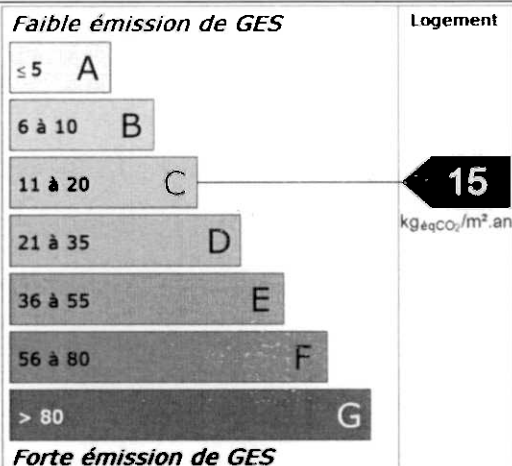 Faible émission de GES
Logement
≤ 5 A
6 à 10 B
11 à 20 C
15
kgéqCO₂/m².an
21 à 35 D
36 à 55 E
56 à 80 F
> 80 G
Forte émission de GES